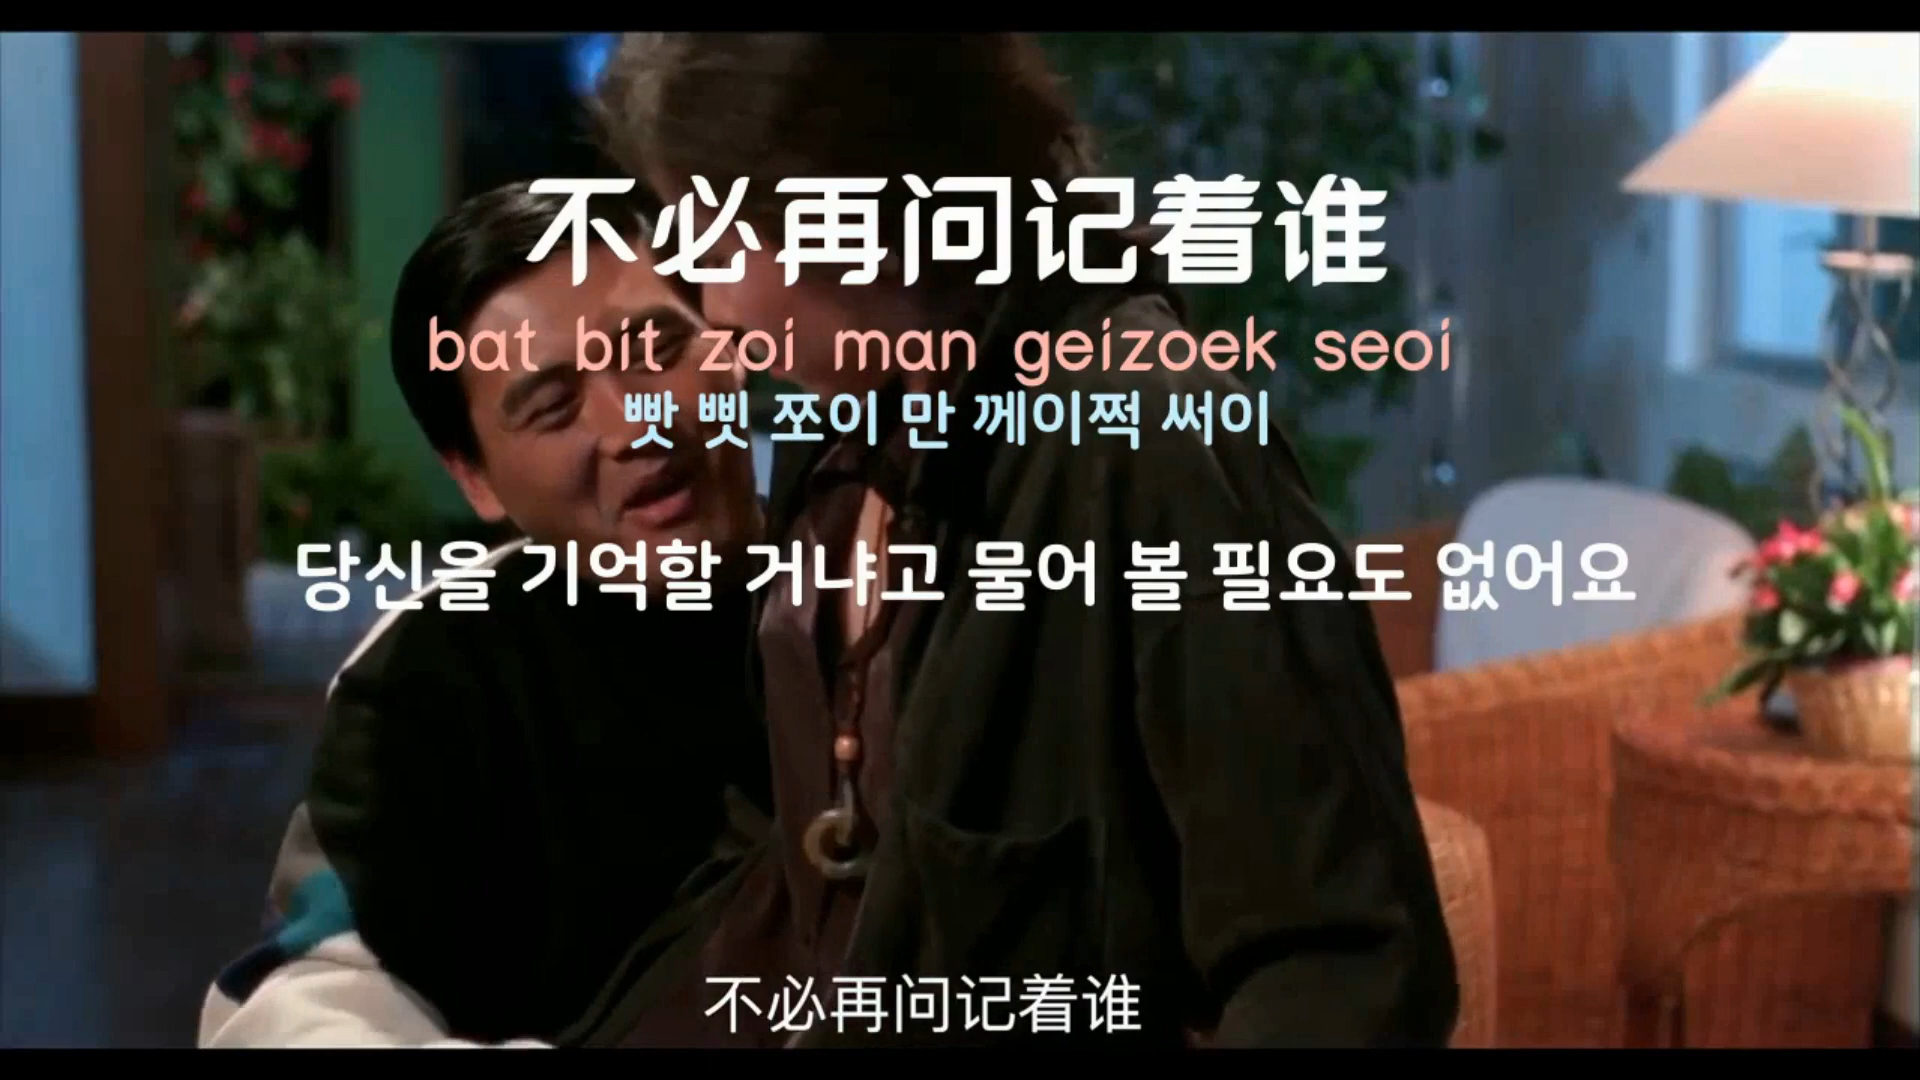 不必再问记着谁
bat bit zoi man geizoek seoi
빳 삣 쪼이 만 께이쩍 써이
당신을 기억할 거냐고 물어 볼 필요도 없어요
不必再问记着谁